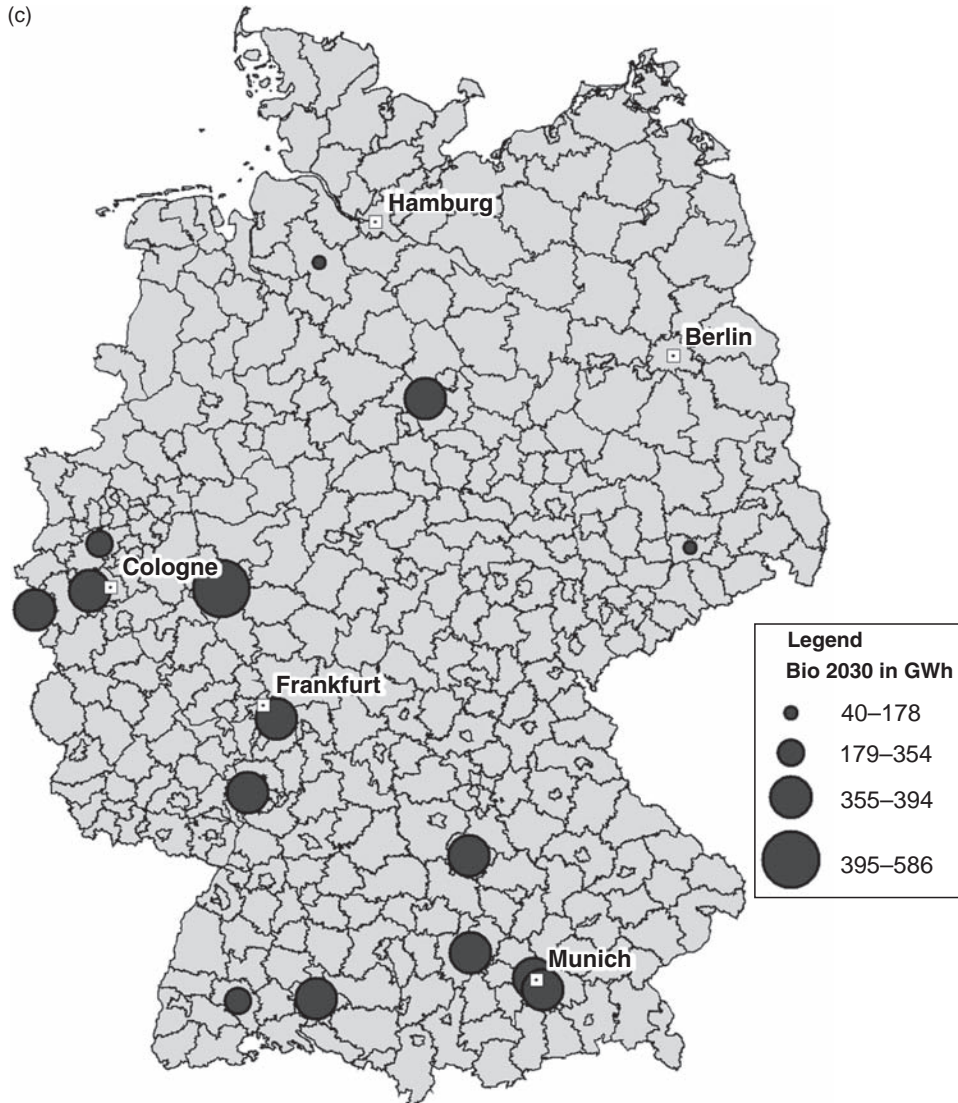 (c)
Hamburg
Berlin
Cologne
Frankfurt
Legend
Bio 2030 in GWh
40–178
179–354
355–394
395–586
Munich